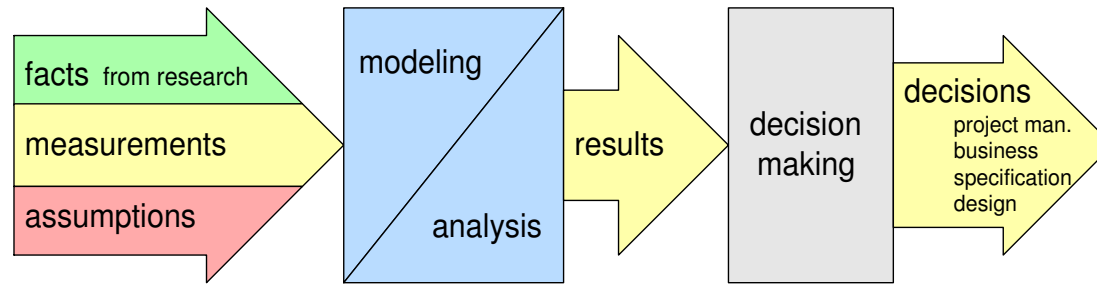 facts from research
measurements
assumptions
modeling
analysis
results
decision
making
decisions
project man.
business
specification
design